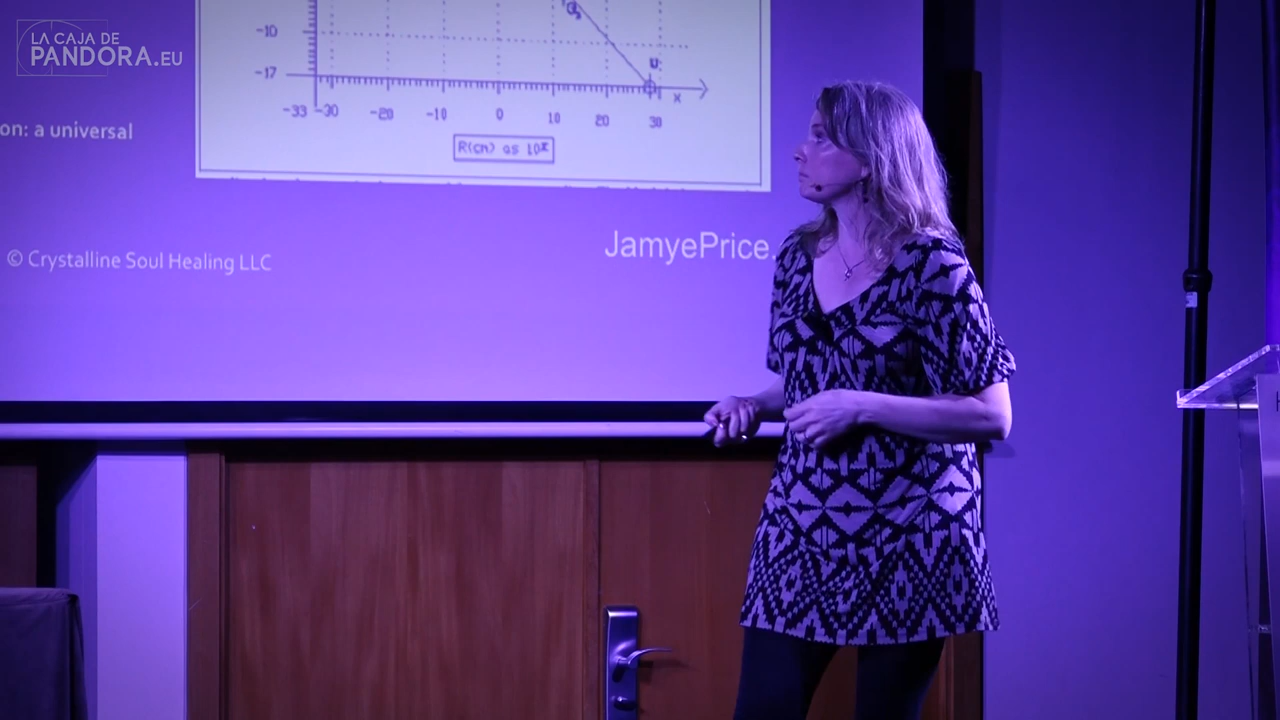 LA CAJA DE
PANDORA.EU
-10
-17
U
X
-33 -30 -20 -10 0 10 20 30
R(cm) as 10ˣ
on: a universal
© Crystalline Soul Healing LLC
JamyePrice.